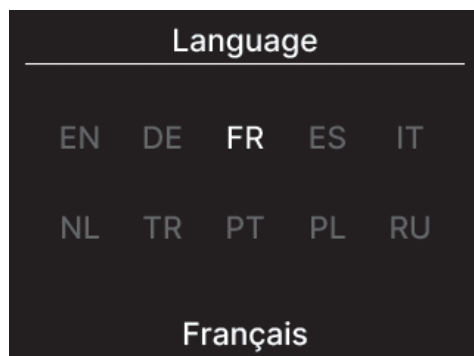 Language
EN DE FR ES IT
NL TR PT PL RU
Français